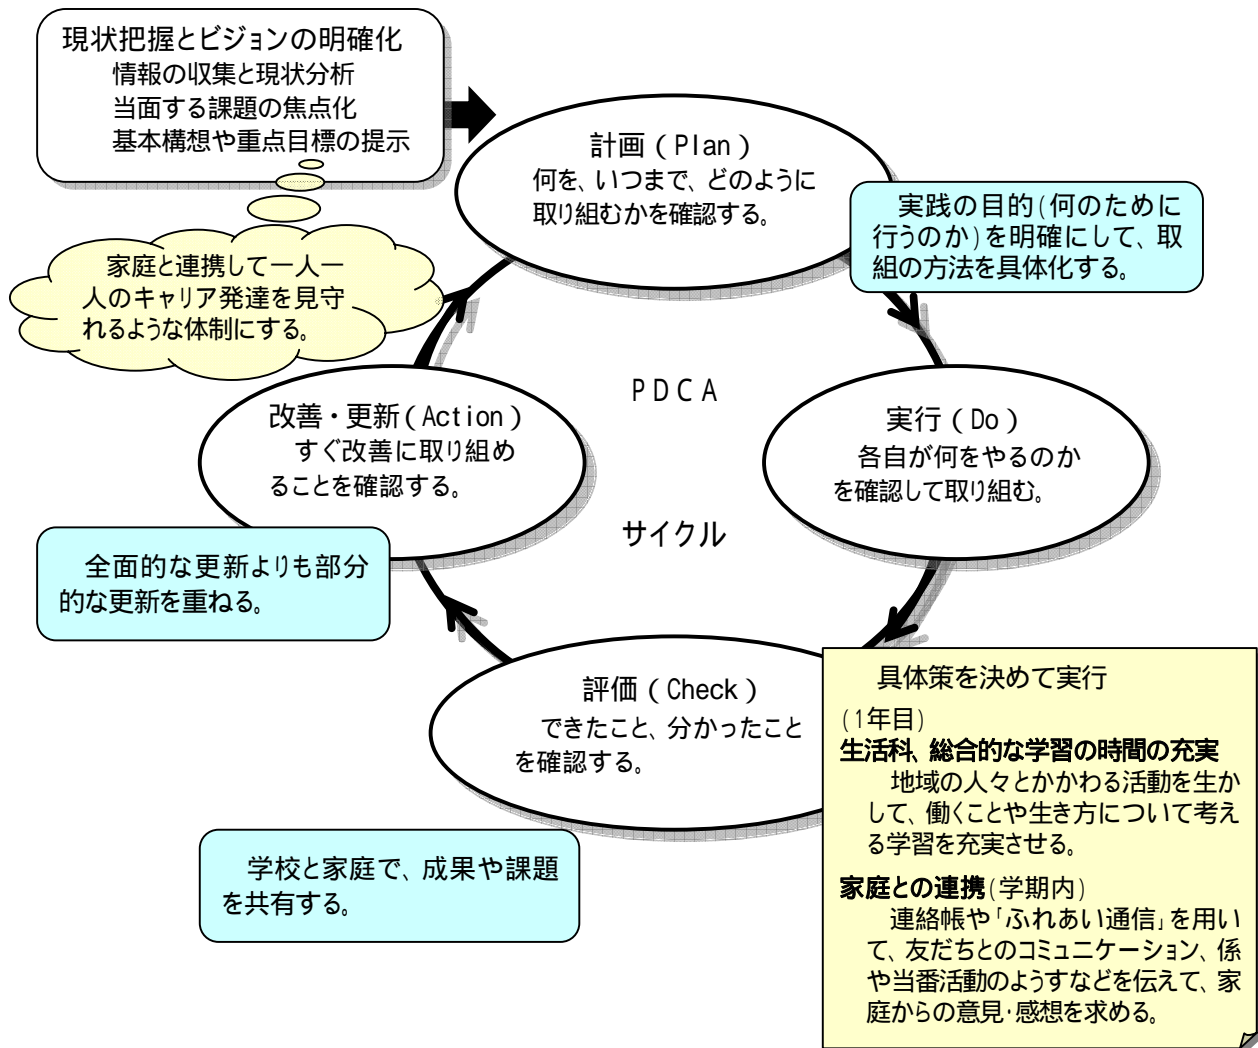 現状把握とビジョンの明確化
情報の収集と現状分析
当面する課題の焦点化
基本構想や重点目標の提示
計画（Plan）
何を、いつまで、どのように
取り組むかを確認する。
実践の目的(何のために
行うのか)を明確にして、取
組の方法を具体化する。
家庭と連携して一人一
人のキャリア発達を見守
れるような体制にする。
PDCA
サイクル
改善・更新（Action）
すぐ改善に取り組め
ることを確認する。
実行（Do）
各自が何をやるのか
を確認して取り組む。
全面的な更新よりも部分
的な更新を重ねる。
評価（Check）
できたこと、分かったこと
を確認する。
学校と家庭で、成果や課題
を共有する。
具体策を決めて実行
(1年目)
生活科、総合的な学習の時間の充実
地域の人々とかかわる活動を生か
して、働くことや生き方について考え
る学習を充実させる。
家庭との連携(学期内)
連絡帳や「ふれあい通信」を用い
て、友だちとのコミュニケーション、係
や当番活動のようすなどを伝えて、家
庭からの意見・感想を求める。